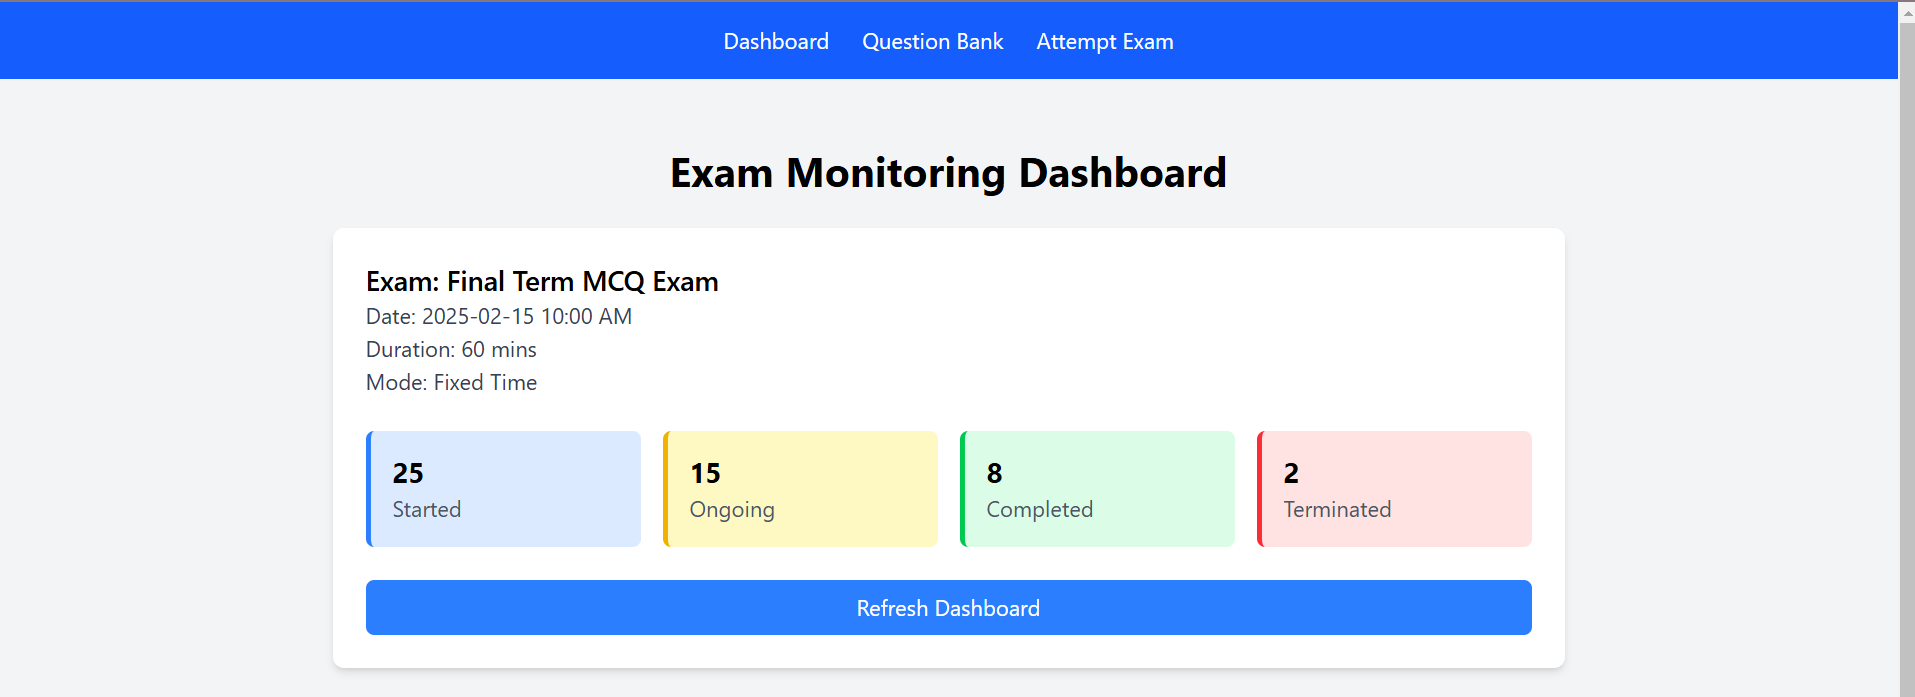 Dashboard Question Bank Attempt Exam
Exam Monitoring Dashboard
Exam: Final Term MCQ Exam
Date: 2025-02-15 10:00 AM
Duration: 60 mins
Mode: Fixed Time
25
Started
15
Ongoing
8
Completed
2
Terminated
Refresh Dashboard